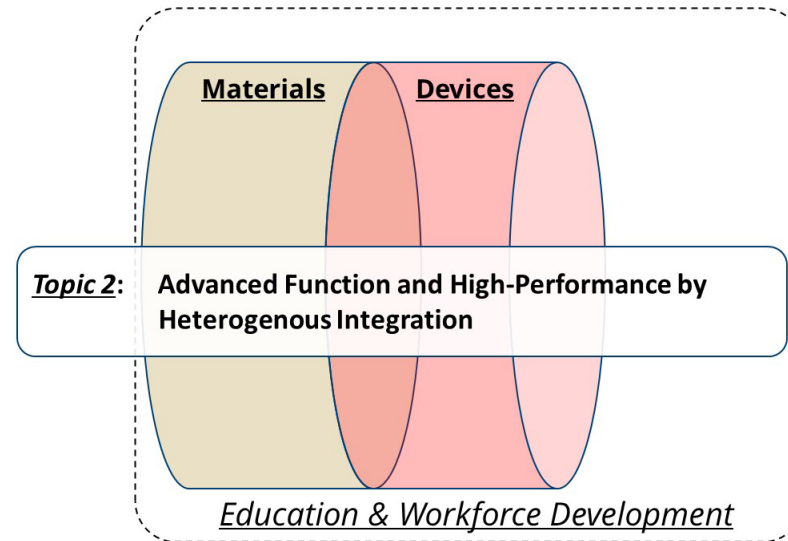 Materials Devices
Topic 2: Advanced Function and High-Performance by
Heterogenous Integration
Education & Workforce Development